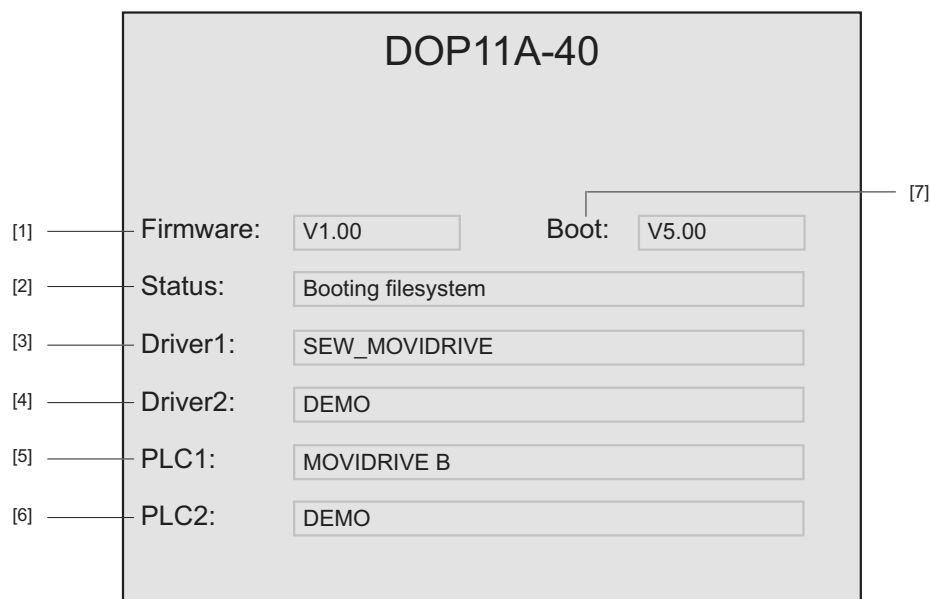 DOP11A-40
[7]
[1] Firmware: V1.00 Boot: V5.00
[2] Status: Booting filesystem
[3] Driver1: SEW_MOVIDRIVE
[4] Driver2: DEMO
[5] PLC1: MOVIDRIVE B
[6] PLC2: DEMO